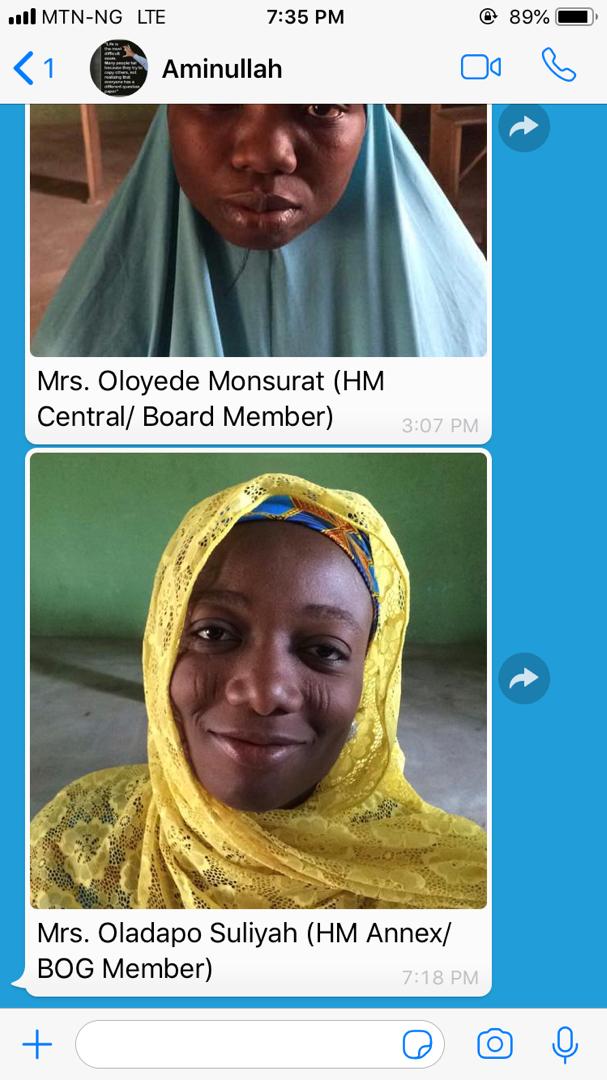 MTN-NG LTE 7:35 PM 89%
1 Aminullah
Mrs. Oloyede Monsurat (HM
Central/ Board Member)
3:07 PM
Mrs. Oladapo Suliyah (HM Annex/
BOG Member)
7:18 PM